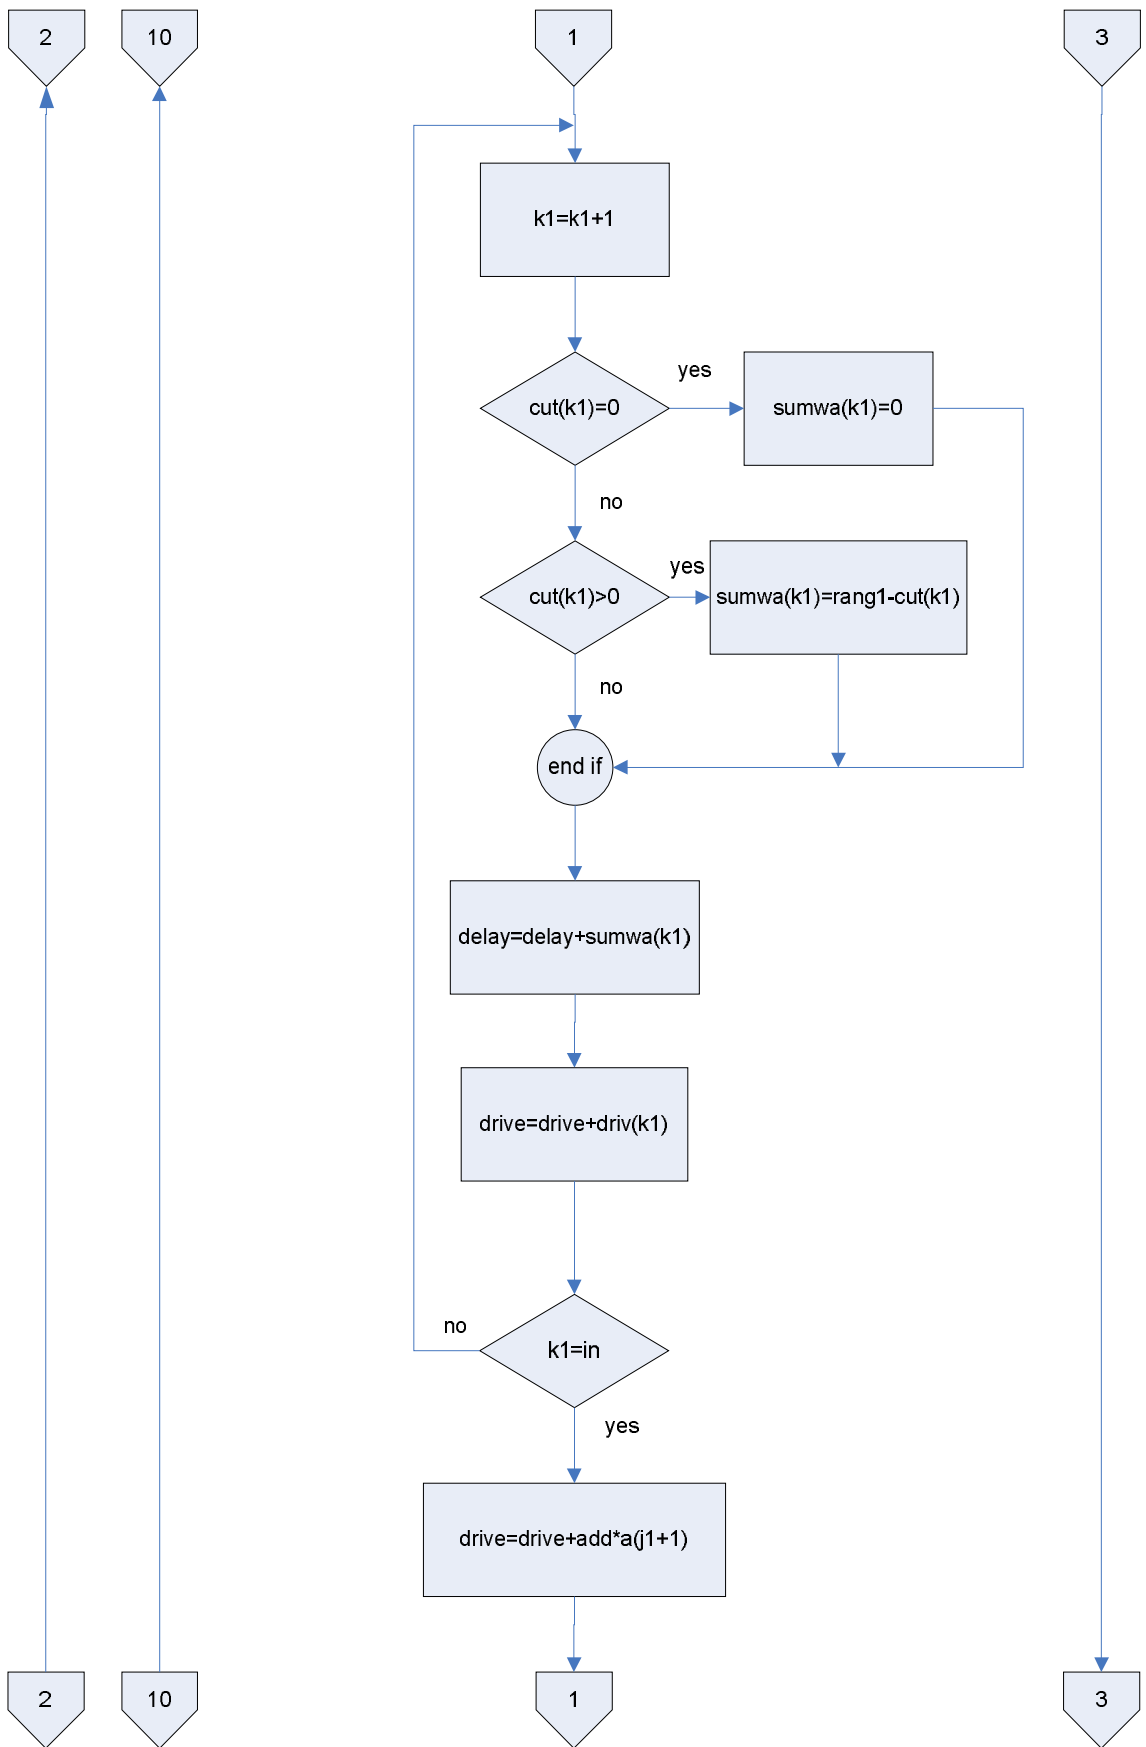 2
10
1
3
k1=k1+1
cut(k1)=0
yes
sumwa(k1)=0
no
cut(k1)>0
yes
sumwa(k1)=rang1-cut(k1)
no
end if
delay=delay+sumwa(k1)
drive=drive+driv(k1)
no
k1=in
yes
drive=drive+add*a(j1+1)
2
10
1
3